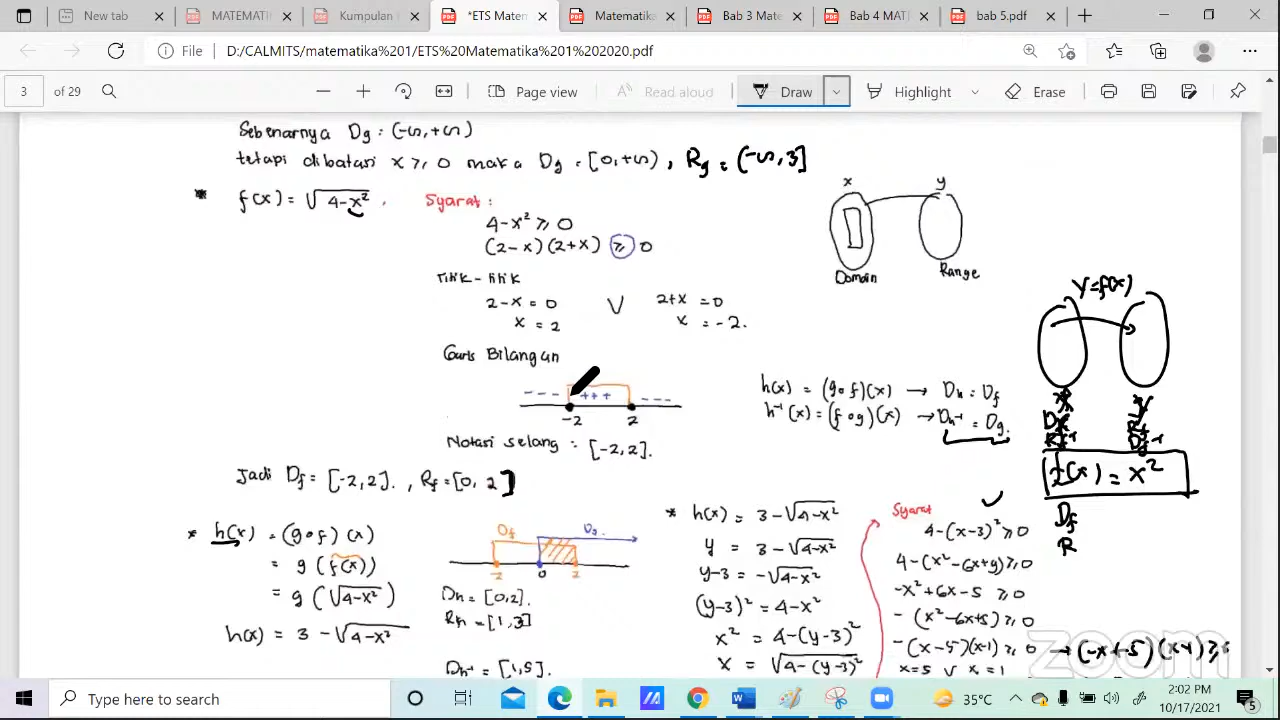 New tab
MATEMATI
Kumpulan
*ETS Matem
Matematika
Bab 3 Mate
Bab 4 MAT
bab 5.pdf
File
D:/CALMITS/matematika%201/ETS%20Matematika%201%202020.pdf
3 of 29
Page view
Read aloud
Draw
Highlight
Erase
Sebenarnya Dg : (-∞, +∞)
tetapi dibatasi x ≥ 0 maka Dg = [0, +∞), Rg = (-∞, 3]
* f(x) = √4-x²
Syarat :
4-x² ≥ 0
(2-x)(2+x) ≥ 0
Titik-titik
2-x = 0 V 2+x = 0
x = 2 x = -2.
Garis Bilangan
--- +++ ---
-2 2
Notasi selang : [-2,2].
Jadi Df = [-2,2]., Rf = [0, 2]
x y
Domain Range
y=f(x)
h(x) = (g∘f)(x) → Dh = Df
h⁻¹(x) = (f∘g)(x) → Dh⁻¹ = Dg.
f(x) = x²
Df
R
* h(x) = (g∘f)(x)
= g(f(x))
= g(√4-x²)
h(x) = 3-√4-x²
Df Dg.
-2 0 2
Dh = [0,2].
Rh = [1,3]
Dh⁻¹ = [1,5].
* h(x) = 3-√4-x²
y = 3-√4-x²
y-3 = -√4-x²
(y-3)² = 4-x²
x² = 4-(y-3)²
x = √4-(y-3)²
Syarat
4-(x-3)² ≥ 0
4-(x²-6x+9) ≥ 0
-x²+6x-5 ≥ 0
-(x²-6x+5) ≥ 0
-(x-5)(x-1) ≥ 0
x=5 V x=1
zoom
Type here to search
35°C
2:02 PM
10/17/2021
5